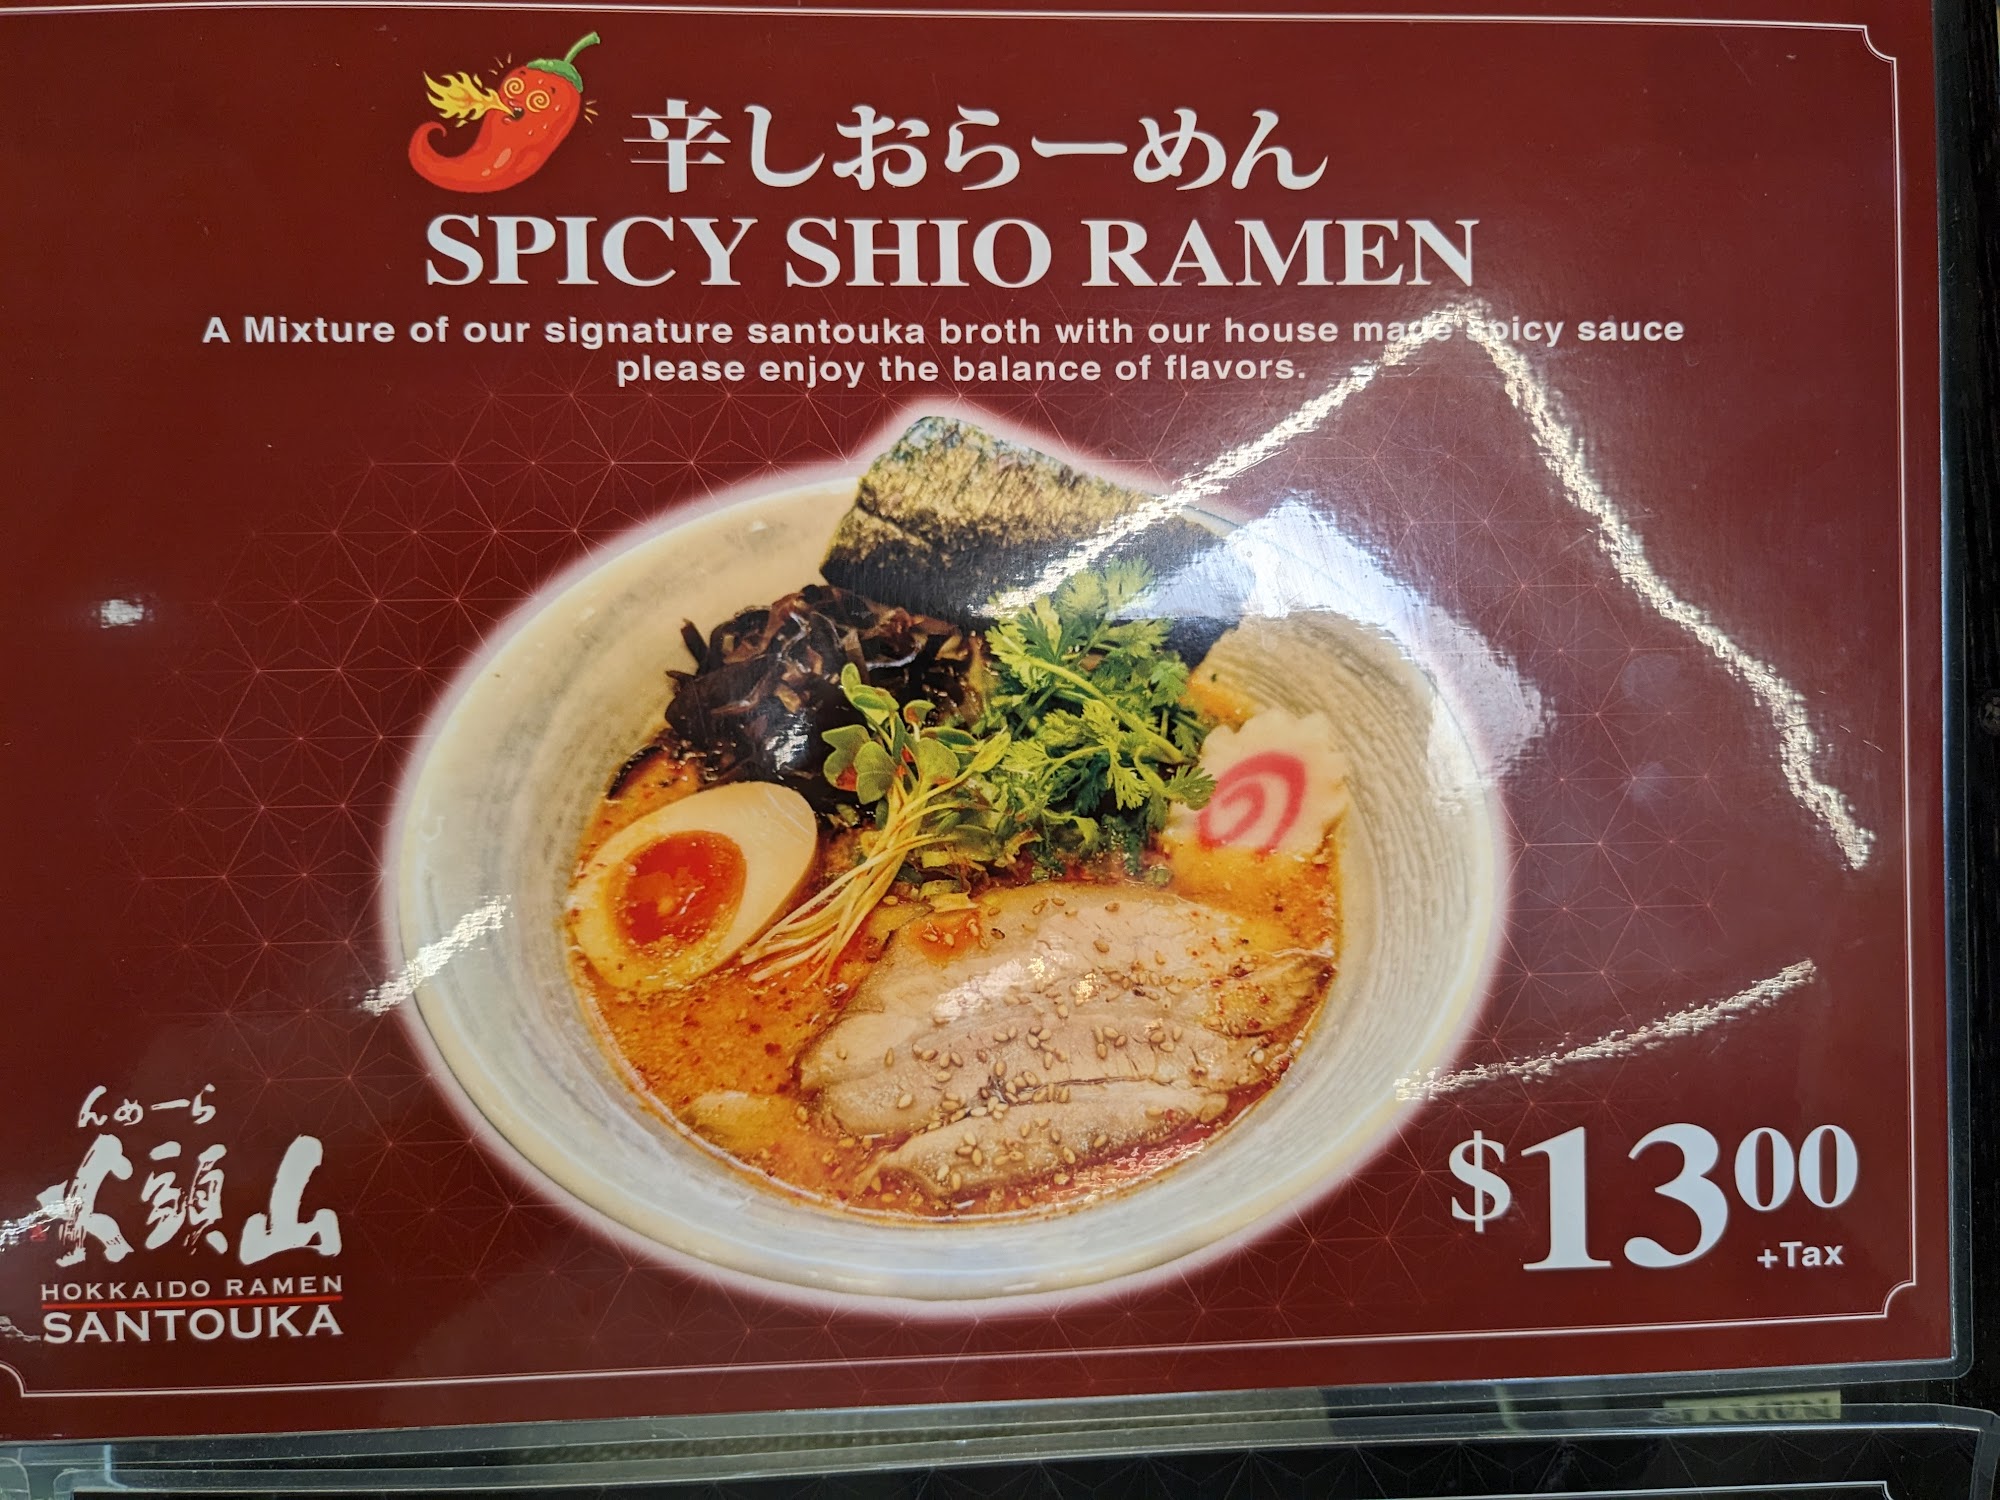 辛しおらーめん
SPICY SHIO RAMEN
A Mixture of our signature santouka broth with our house made spicy sauce
please enjoy the balance of flavors.
らーめん
山頭火
HOKKAIDO RAMEN
SANTOUKA
$1300
+Tax